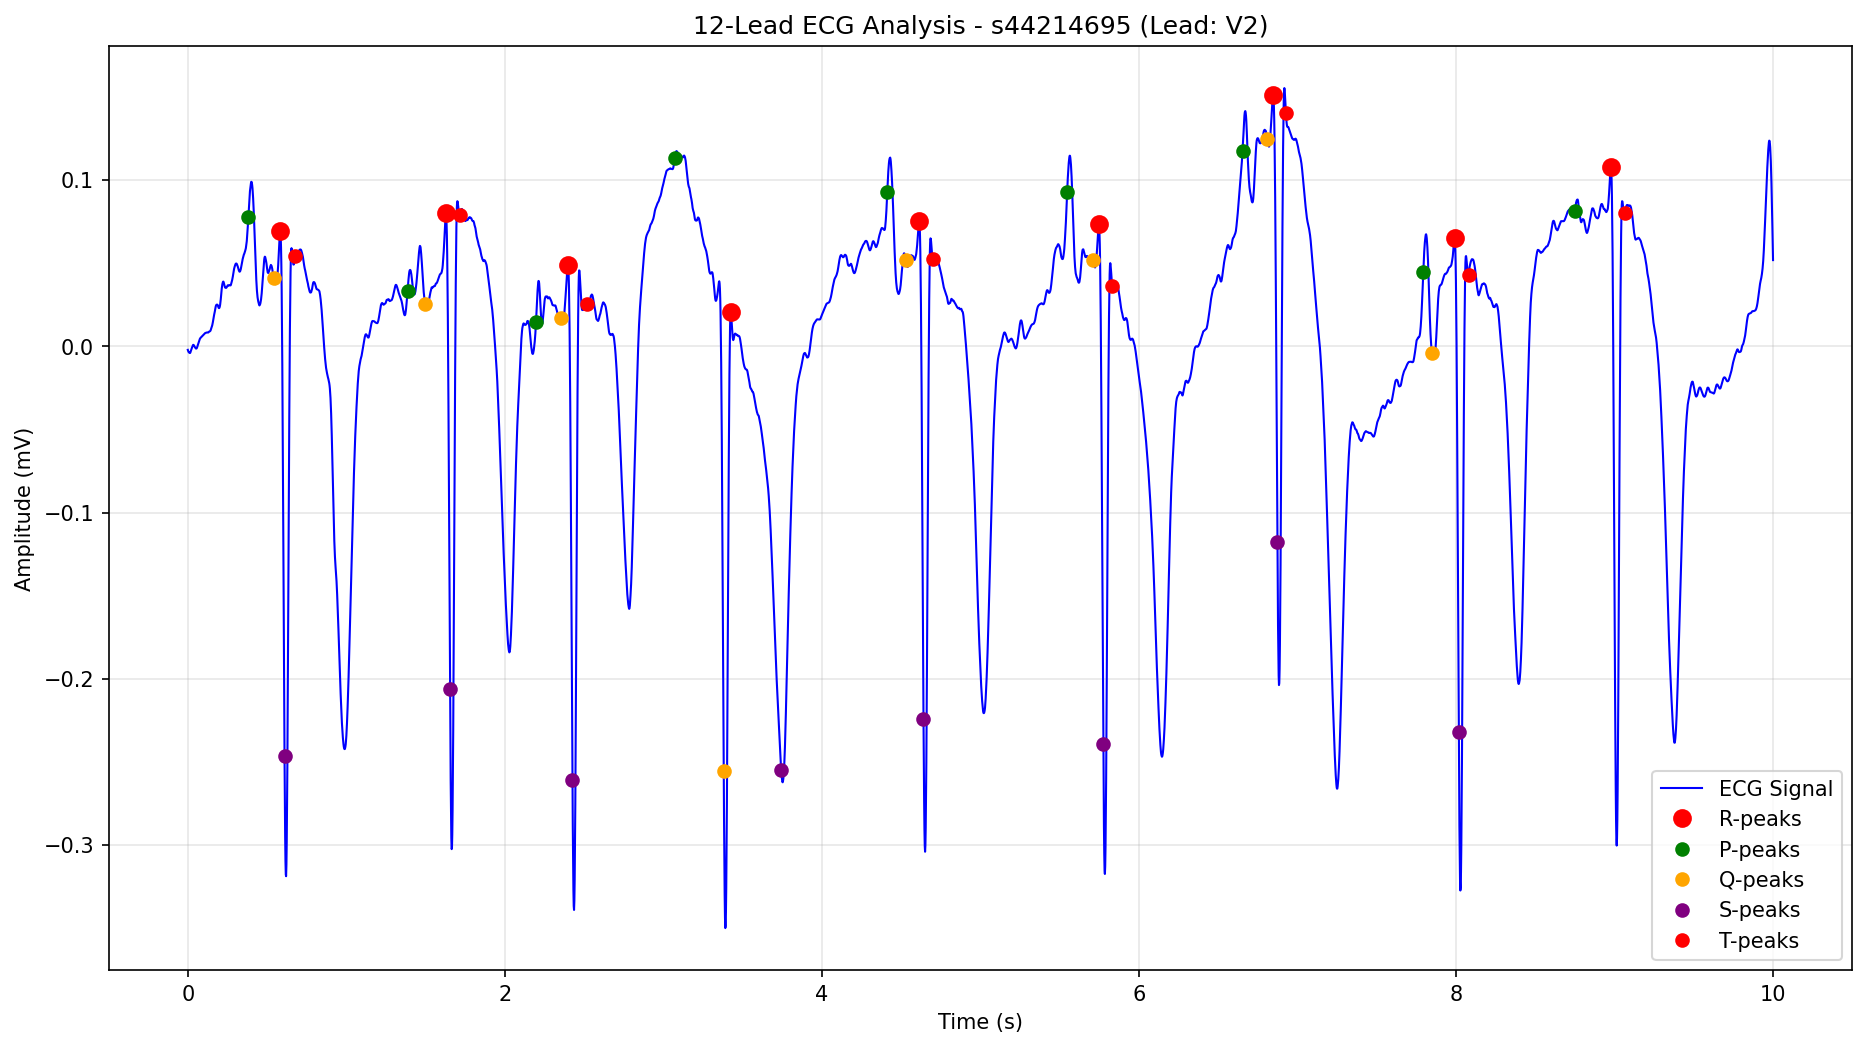 12-Lead ECG Analysis - s44214695 (Lead: V2)
Amplitude (mV)
0.1
0.0
−0.1
−0.2
−0.3
0 2 4 6 8 10
Time (s)
ECG Signal
R-peaks
P-peaks
Q-peaks
S-peaks
T-peaks